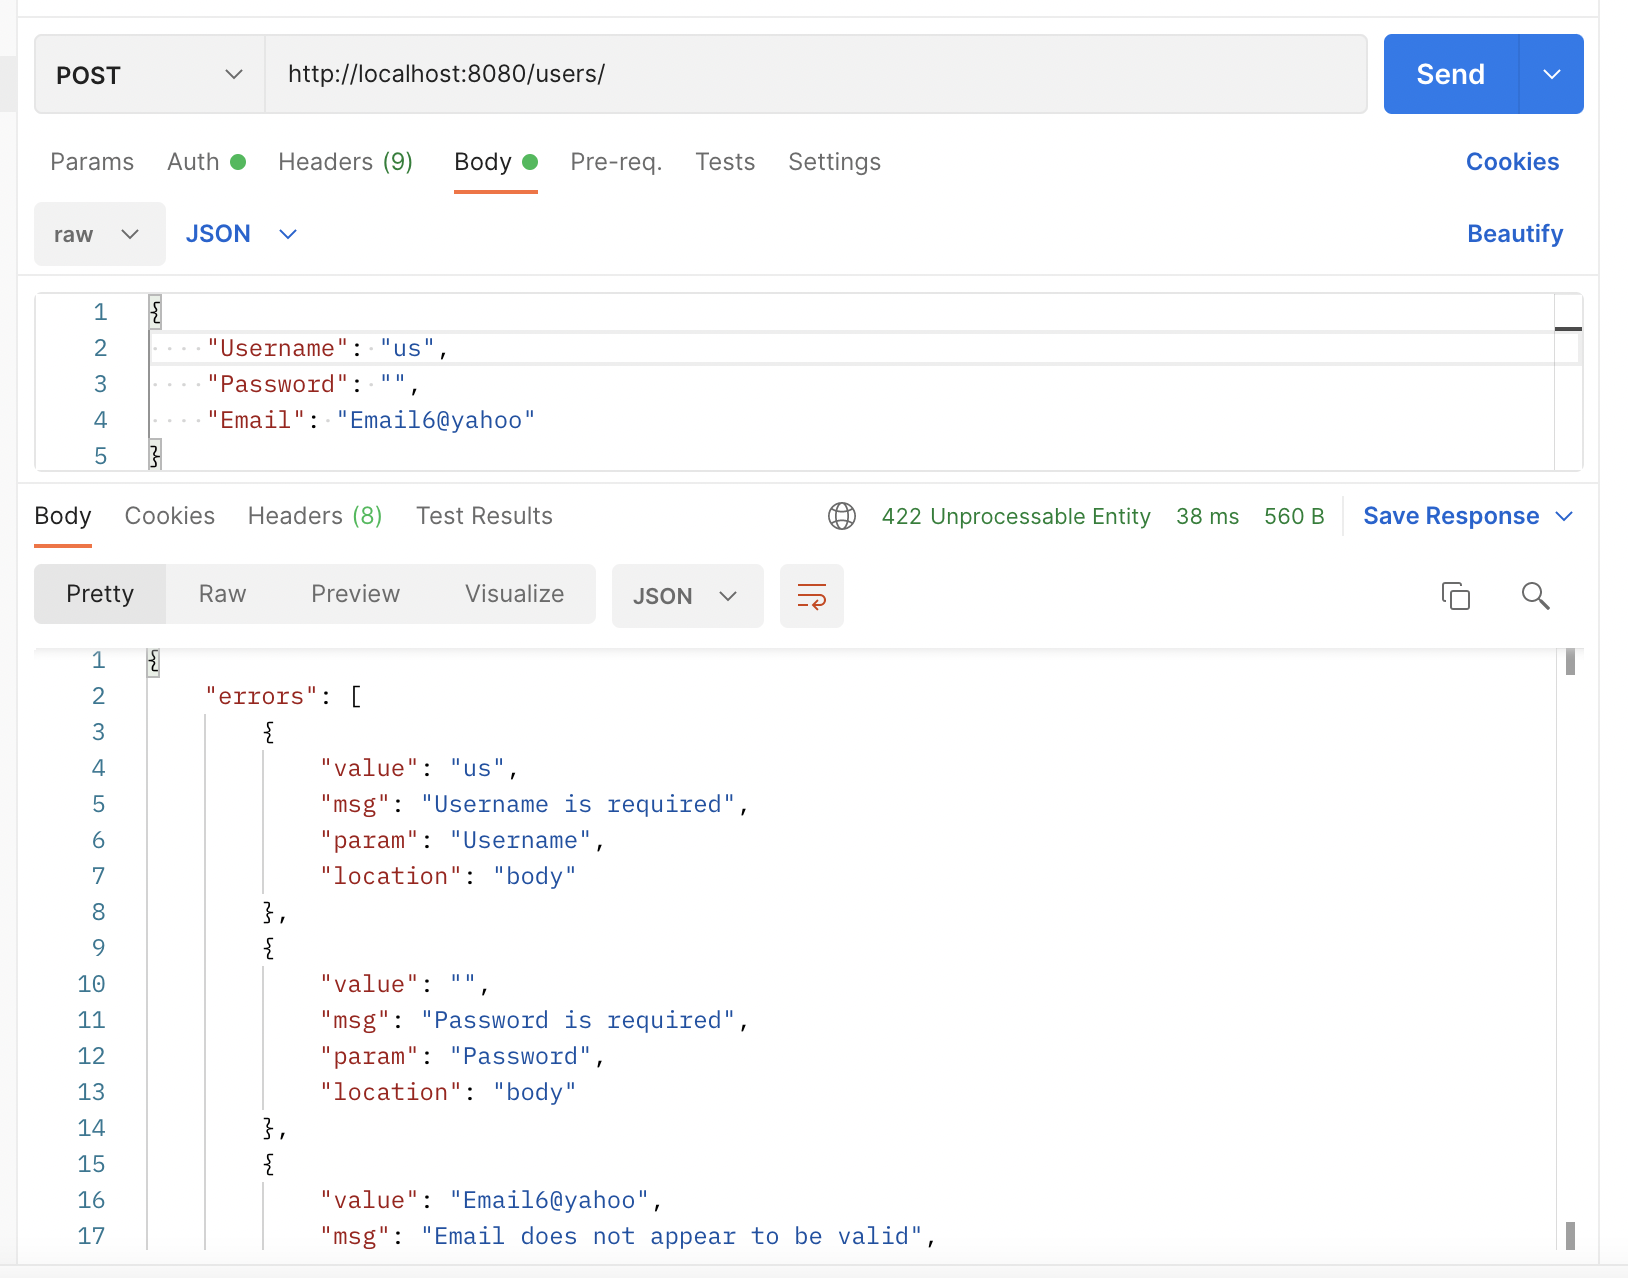 POST http://localhost:8080/users/ Send
Params Auth Headers (9) Body Pre-req. Tests Settings Cookies
raw JSON Beautify
1 {
2 "Username": "us",
3 "Password": "",
4 "Email": "Email6@yahoo"
5 }
Body Cookies Headers (8) Test Results 422 Unprocessable Entity 38 ms 560 B Save Response
Pretty Raw Preview Visualize JSON
1 {
2 "errors": [
3 {
4 "value": "us",
5 "msg": "Username is required",
6 "param": "Username",
7 "location": "body"
8 },
9 {
10 "value": "",
11 "msg": "Password is required",
12 "param": "Password",
13 "location": "body"
14 },
15 {
16 "value": "Email6@yahoo",
17 "msg": "Email does not appear to be valid",